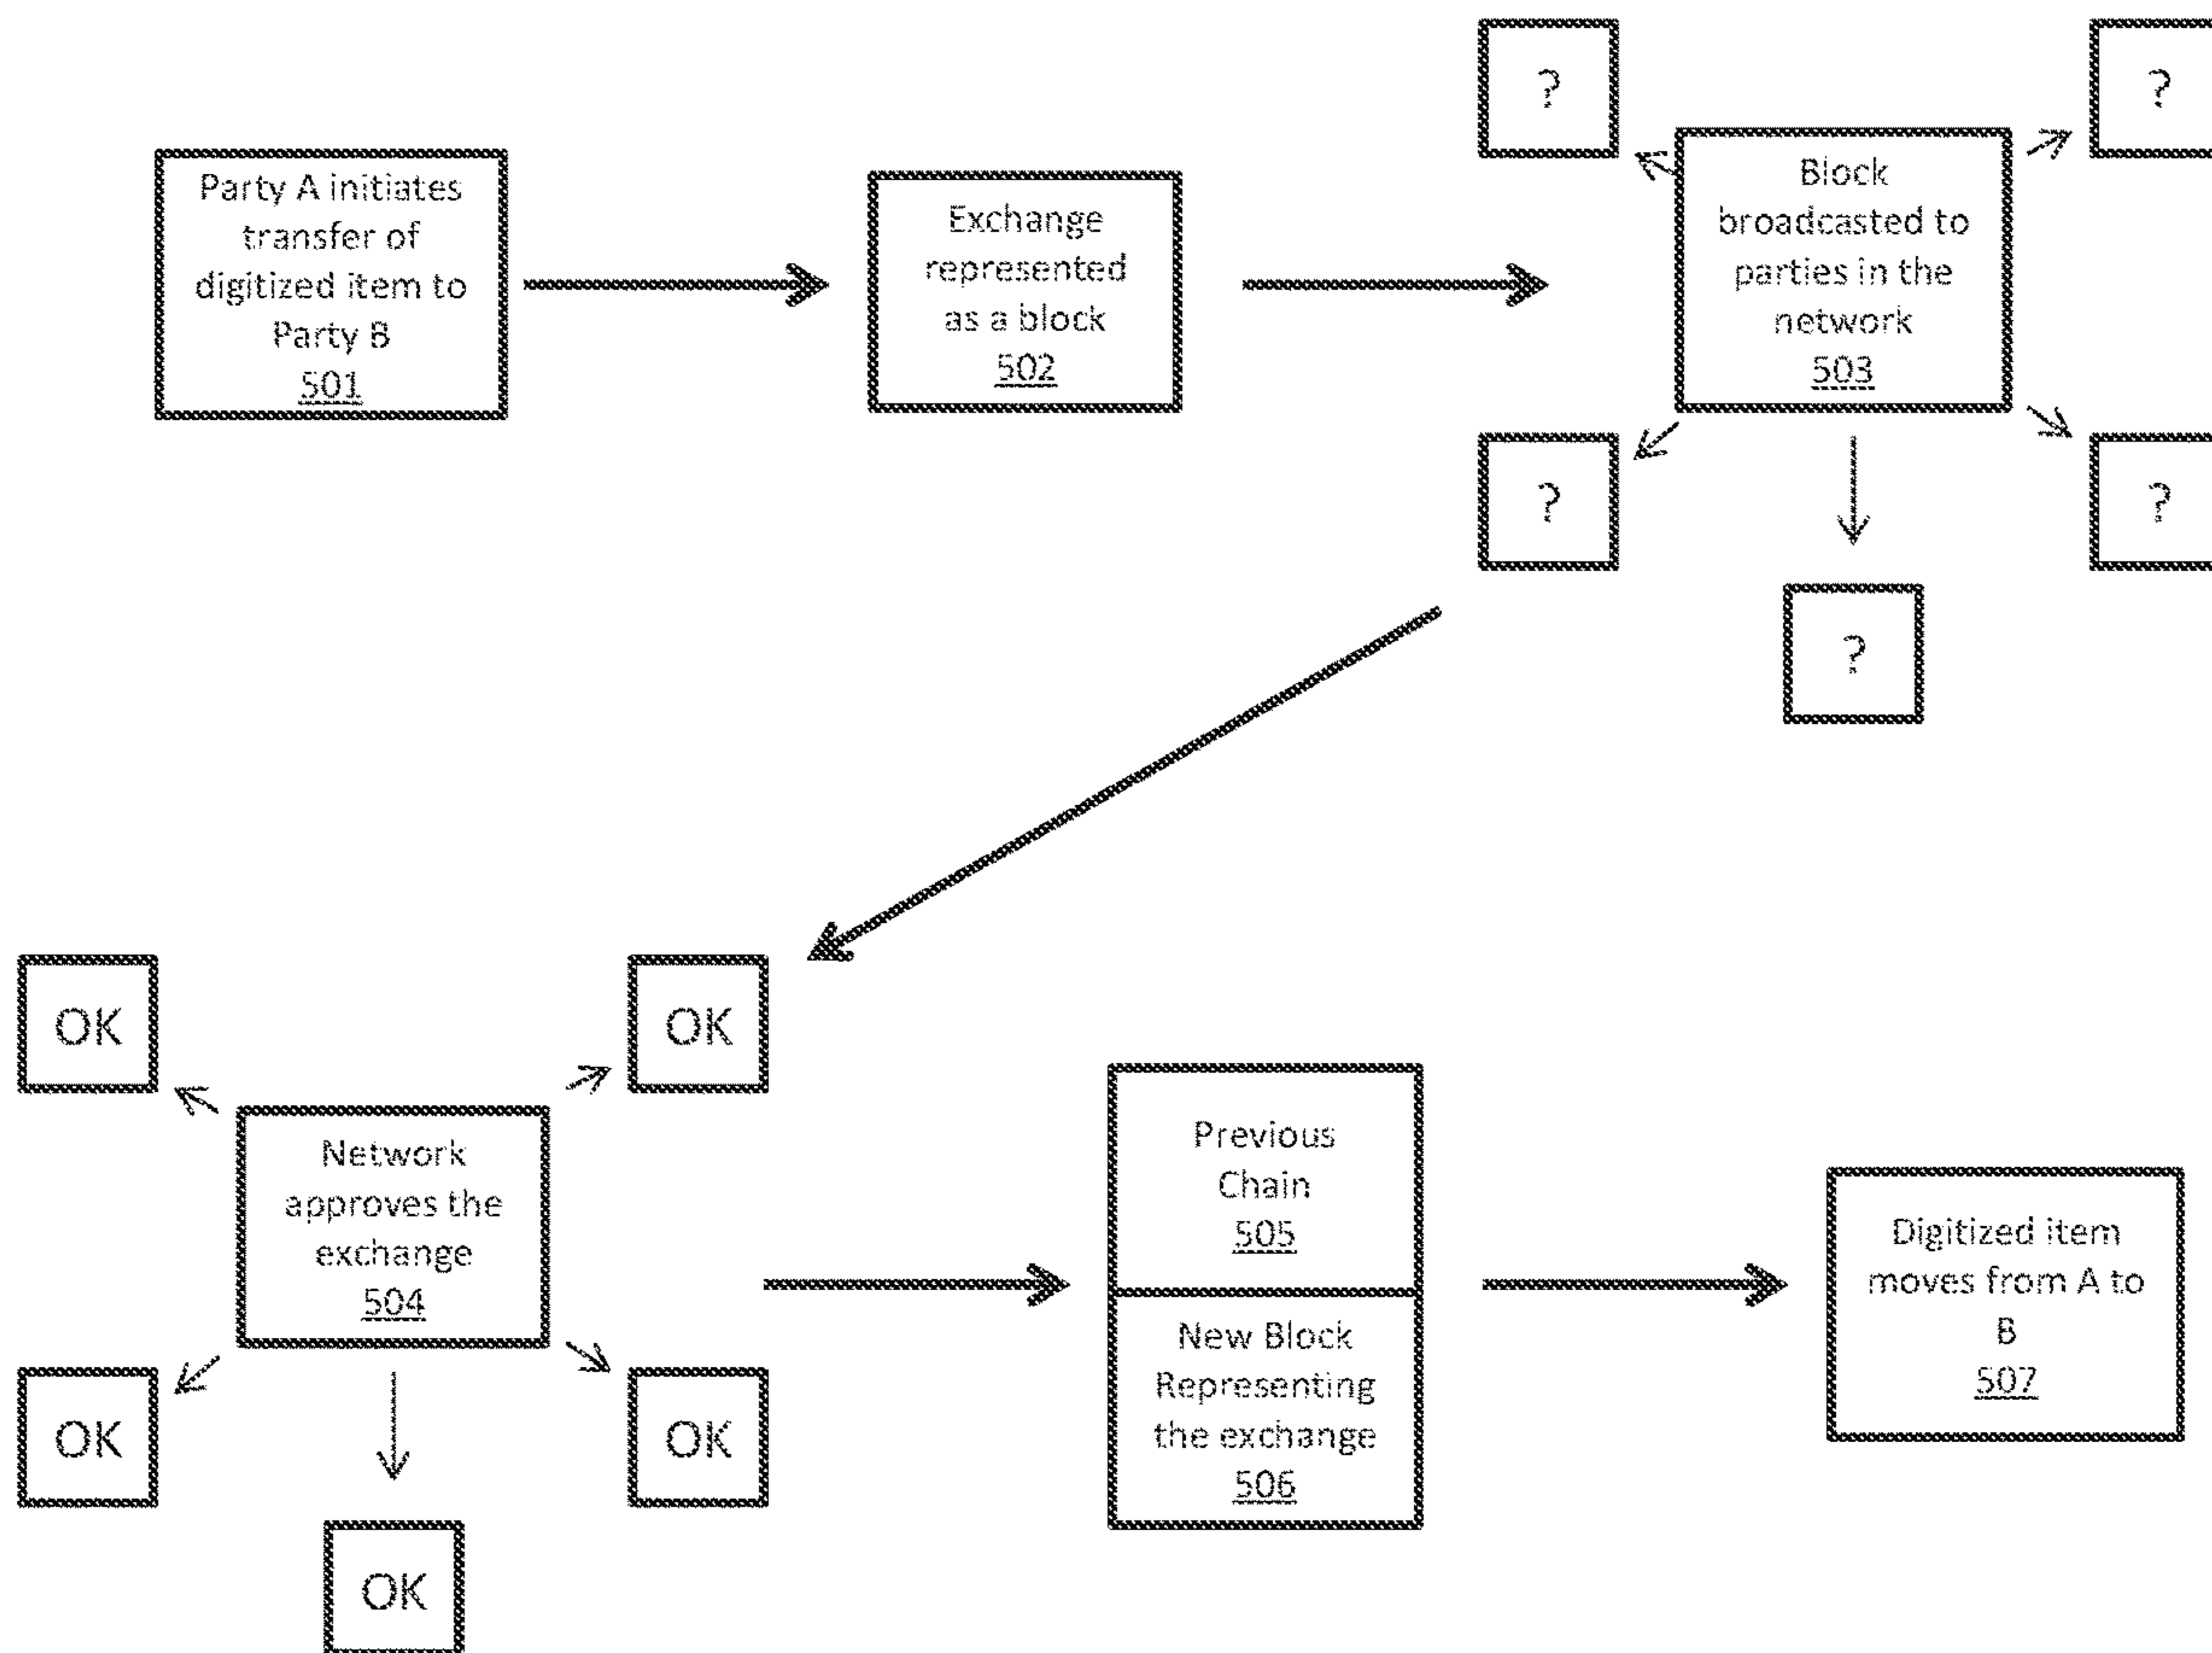 Party A initiates
transfer of
digitized item to
Party B
501
Exchange
represented
as a block
502
?
?
Block
broadcasted to
parties in the
network
503
?
?
?
OK
OK
Network
approves the
exchange
504
OK
OK
OK
Previous
Chain
505
New Block
Representing
the exchange
506
Digitized item
moves from A to
B
507